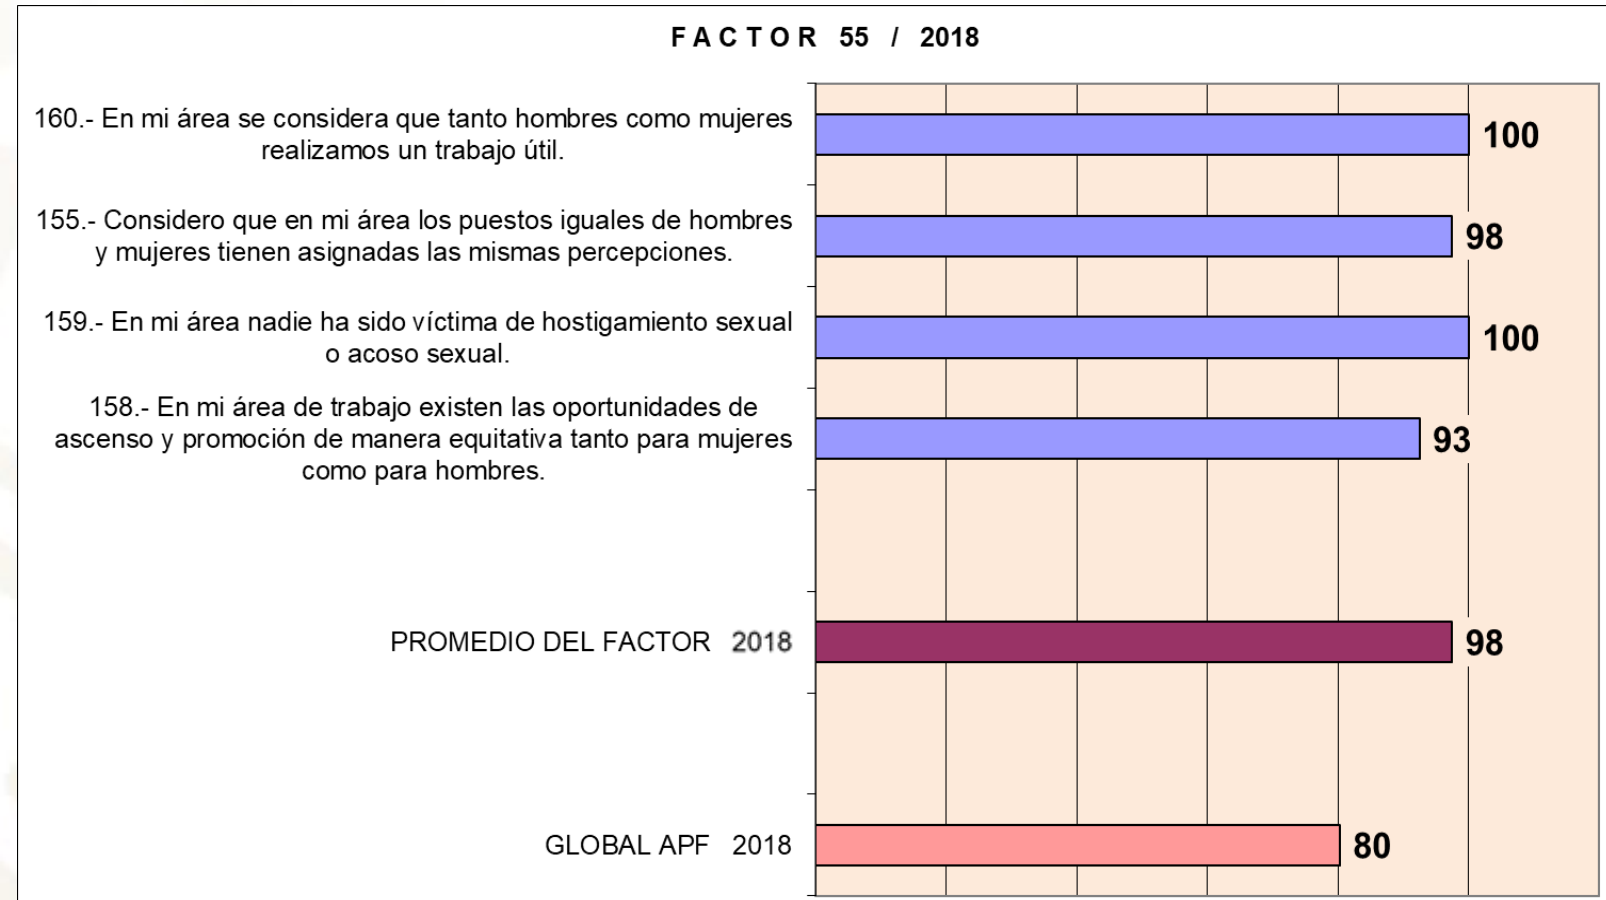 FACTOR 55 / 2018
160.- En mi área se considera que tanto hombres como mujeres
realizamos un trabajo útil.
100
155.- Considero que en mi área los puestos iguales de hombres
y mujeres tienen asignadas las mismas percepciones.
98
159.- En mi área nadie ha sido víctima de hostigamiento sexual
o acoso sexual.
100
158.- En mi área de trabajo existen las oportunidades de
ascenso y promoción de manera equitativa tanto para mujeres
como para hombres.
93
PROMEDIO DEL FACTOR 2018
98
GLOBAL APF 2018
80